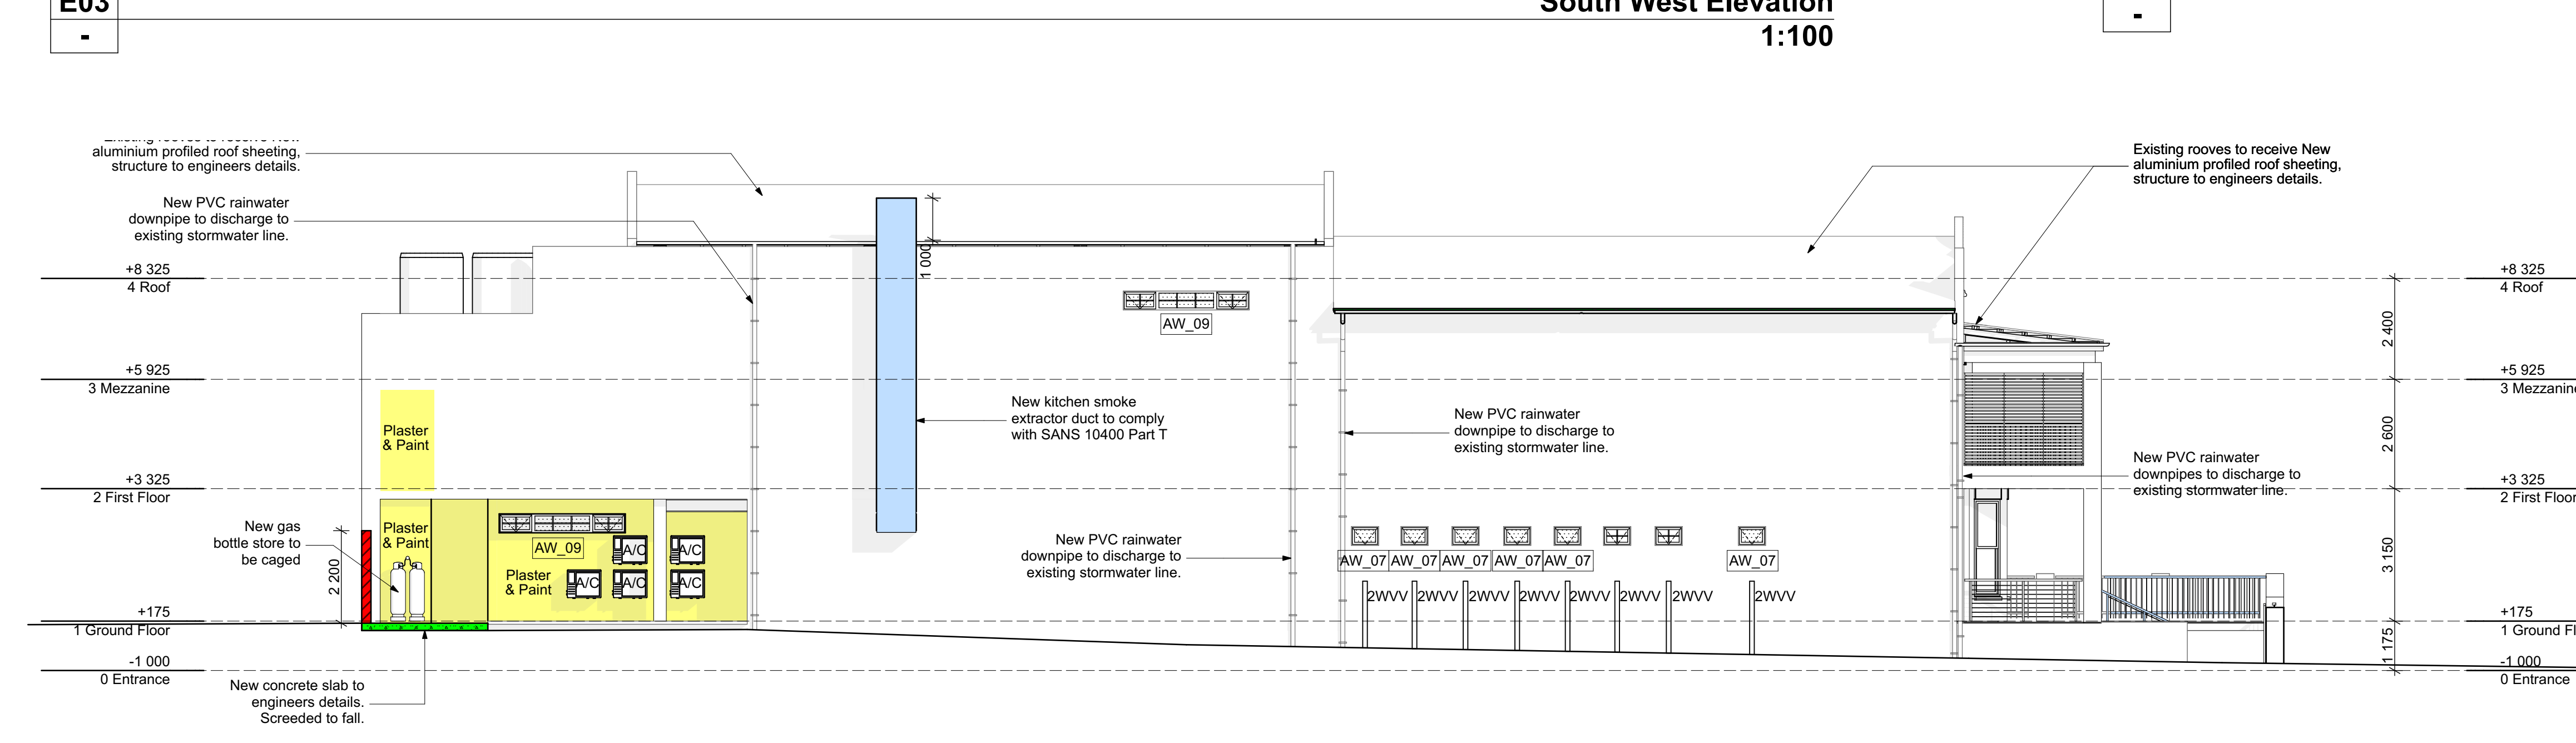 E03
-
South West Elevation
1:100
-
Existing rooves to receive New
aluminium profiled roof sheeting,
structure to engineers details.
New PVC rainwater
downpipe to discharge to
existing stormwater line.
+8 325
4 Roof
+5 925
3 Mezzanine
+3 325
2 First Floor
+175
1 Ground Floor
-1 000
0 Entrance
Plaster
& Paint
Plaster
& Paint
New gas
bottle store to
be caged
2 200
AW_09
Plaster
& Paint
A/C
A/C
A/C
A/C
A/C
New concrete slab to
engineers details.
Screeded to fall.
1 000
AW_09
New kitchen smoke
extractor duct to comply
with SANS 10400 Part T
New PVC rainwater
downpipe to discharge to
existing stormwater line.
New PVC rainwater
downpipe to discharge to
existing stormwater line.
AW_07
AW_07
AW_07
AW_07
AW_07
AW_07
2WVV
2WVV
2WVV
2WVV
2WVV
2WVV
2WVV
2WVV
Existing rooves to receive New
aluminium profiled roof sheeting,
structure to engineers details.
New PVC rainwater
downpipes to discharge to
existing stormwater line.
2 400
2 600
3 150
1 175
+8 325
4 Roof
+5 925
3 Mezzanine
+3 325
2 First Floor
+175
1 Ground Fl
-1 000
0 Entrance